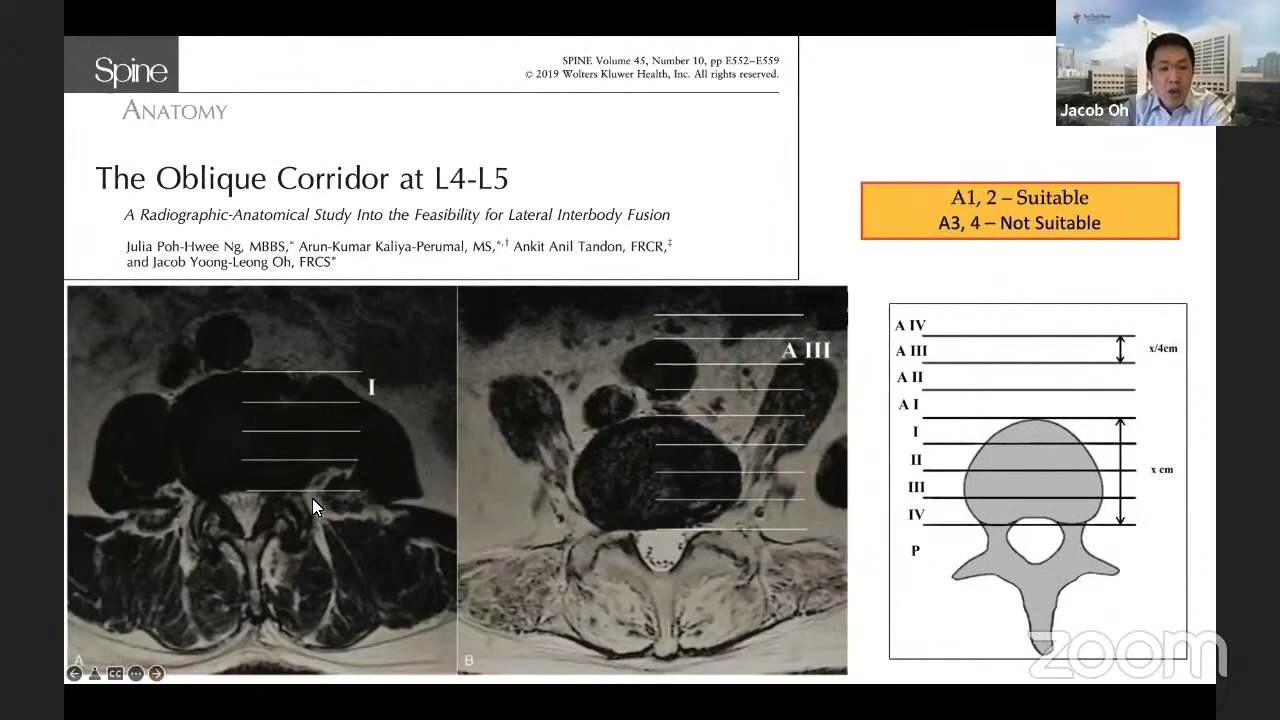 Spine
SPINE Volume 45, Number 10, pp E552–E559
© 2019 Wolters Kluwer Health, Inc. All rights reserved.
ANATOMY
The Oblique Corridor at L4-L5
A Radiographic-Anatomical Study Into the Feasibility for Lateral Interbody Fusion
Julia Poh-Hwee Ng, MBBS,* Arun-Kumar Kaliya-Perumal, MS,*,† Ankit Anil Tandon, FRCR,‡
and Jacob Yoong-Leong Oh, FRCS*
Jacob Oh
A1, 2 – Suitable
A3, 4 – Not Suitable
I
A
A III
B
A IV
A III
x/4cm
A II
A I
I
II
x cm
III
IV
P
CC
zoom